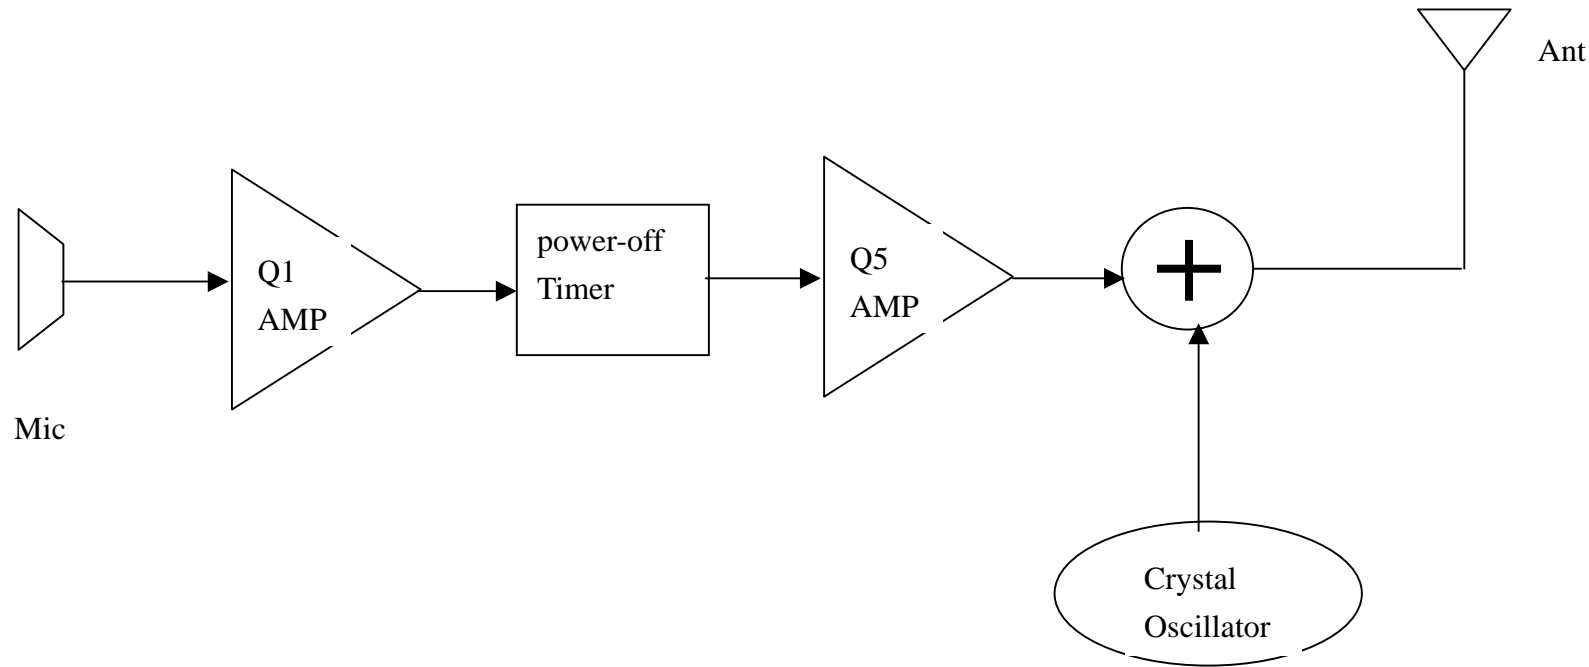 Ant
power-off
Timer
Q1
AMP
Q5
AMP
Mic
Crystal
Oscillator